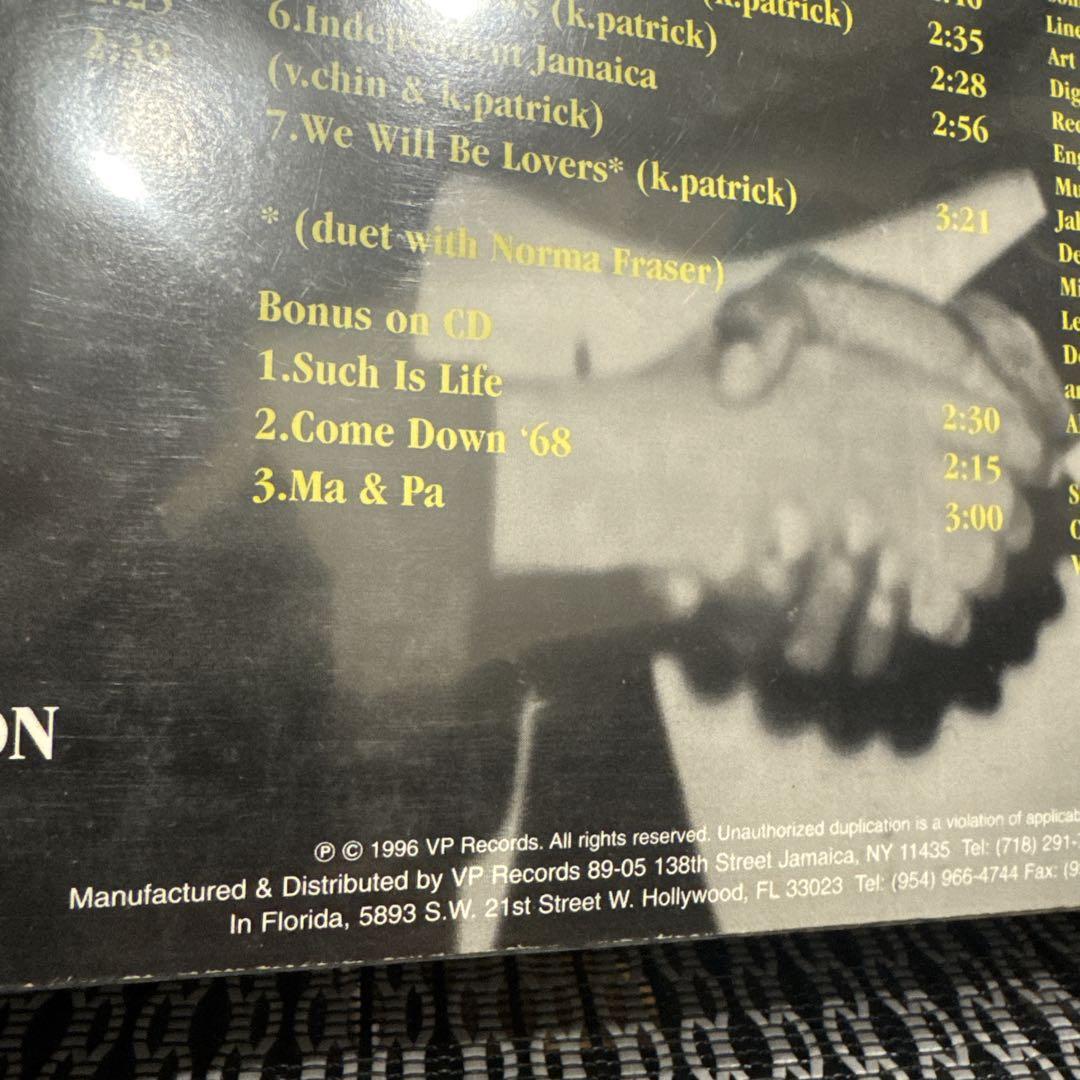 2:39
(k.patrick)
(k.patrick)
2:35
6.Independent Jamaica
2:28
(v.chin & k.patrick)
2:56
7.We Will Be Lovers* (k.patrick)
3:21
* (duet with Norma Fraser)
Bonus on CD
1.Such Is Life
2:30
2.Come Down ‘68
2:15
3.Ma & Pa
3:00
Art
ON
℗ © 1996 VP Records. All rights reserved. Unauthorized duplication is a violation of
Manufactured & Distributed by VP Records 89-05 138th Street Jamaica, NY 11435 Tel: (718) 291-
In Florida, 5893 S.W. 21st Street W. Hollywood, FL 33023 Tel: (954) 966-4744 Fax: